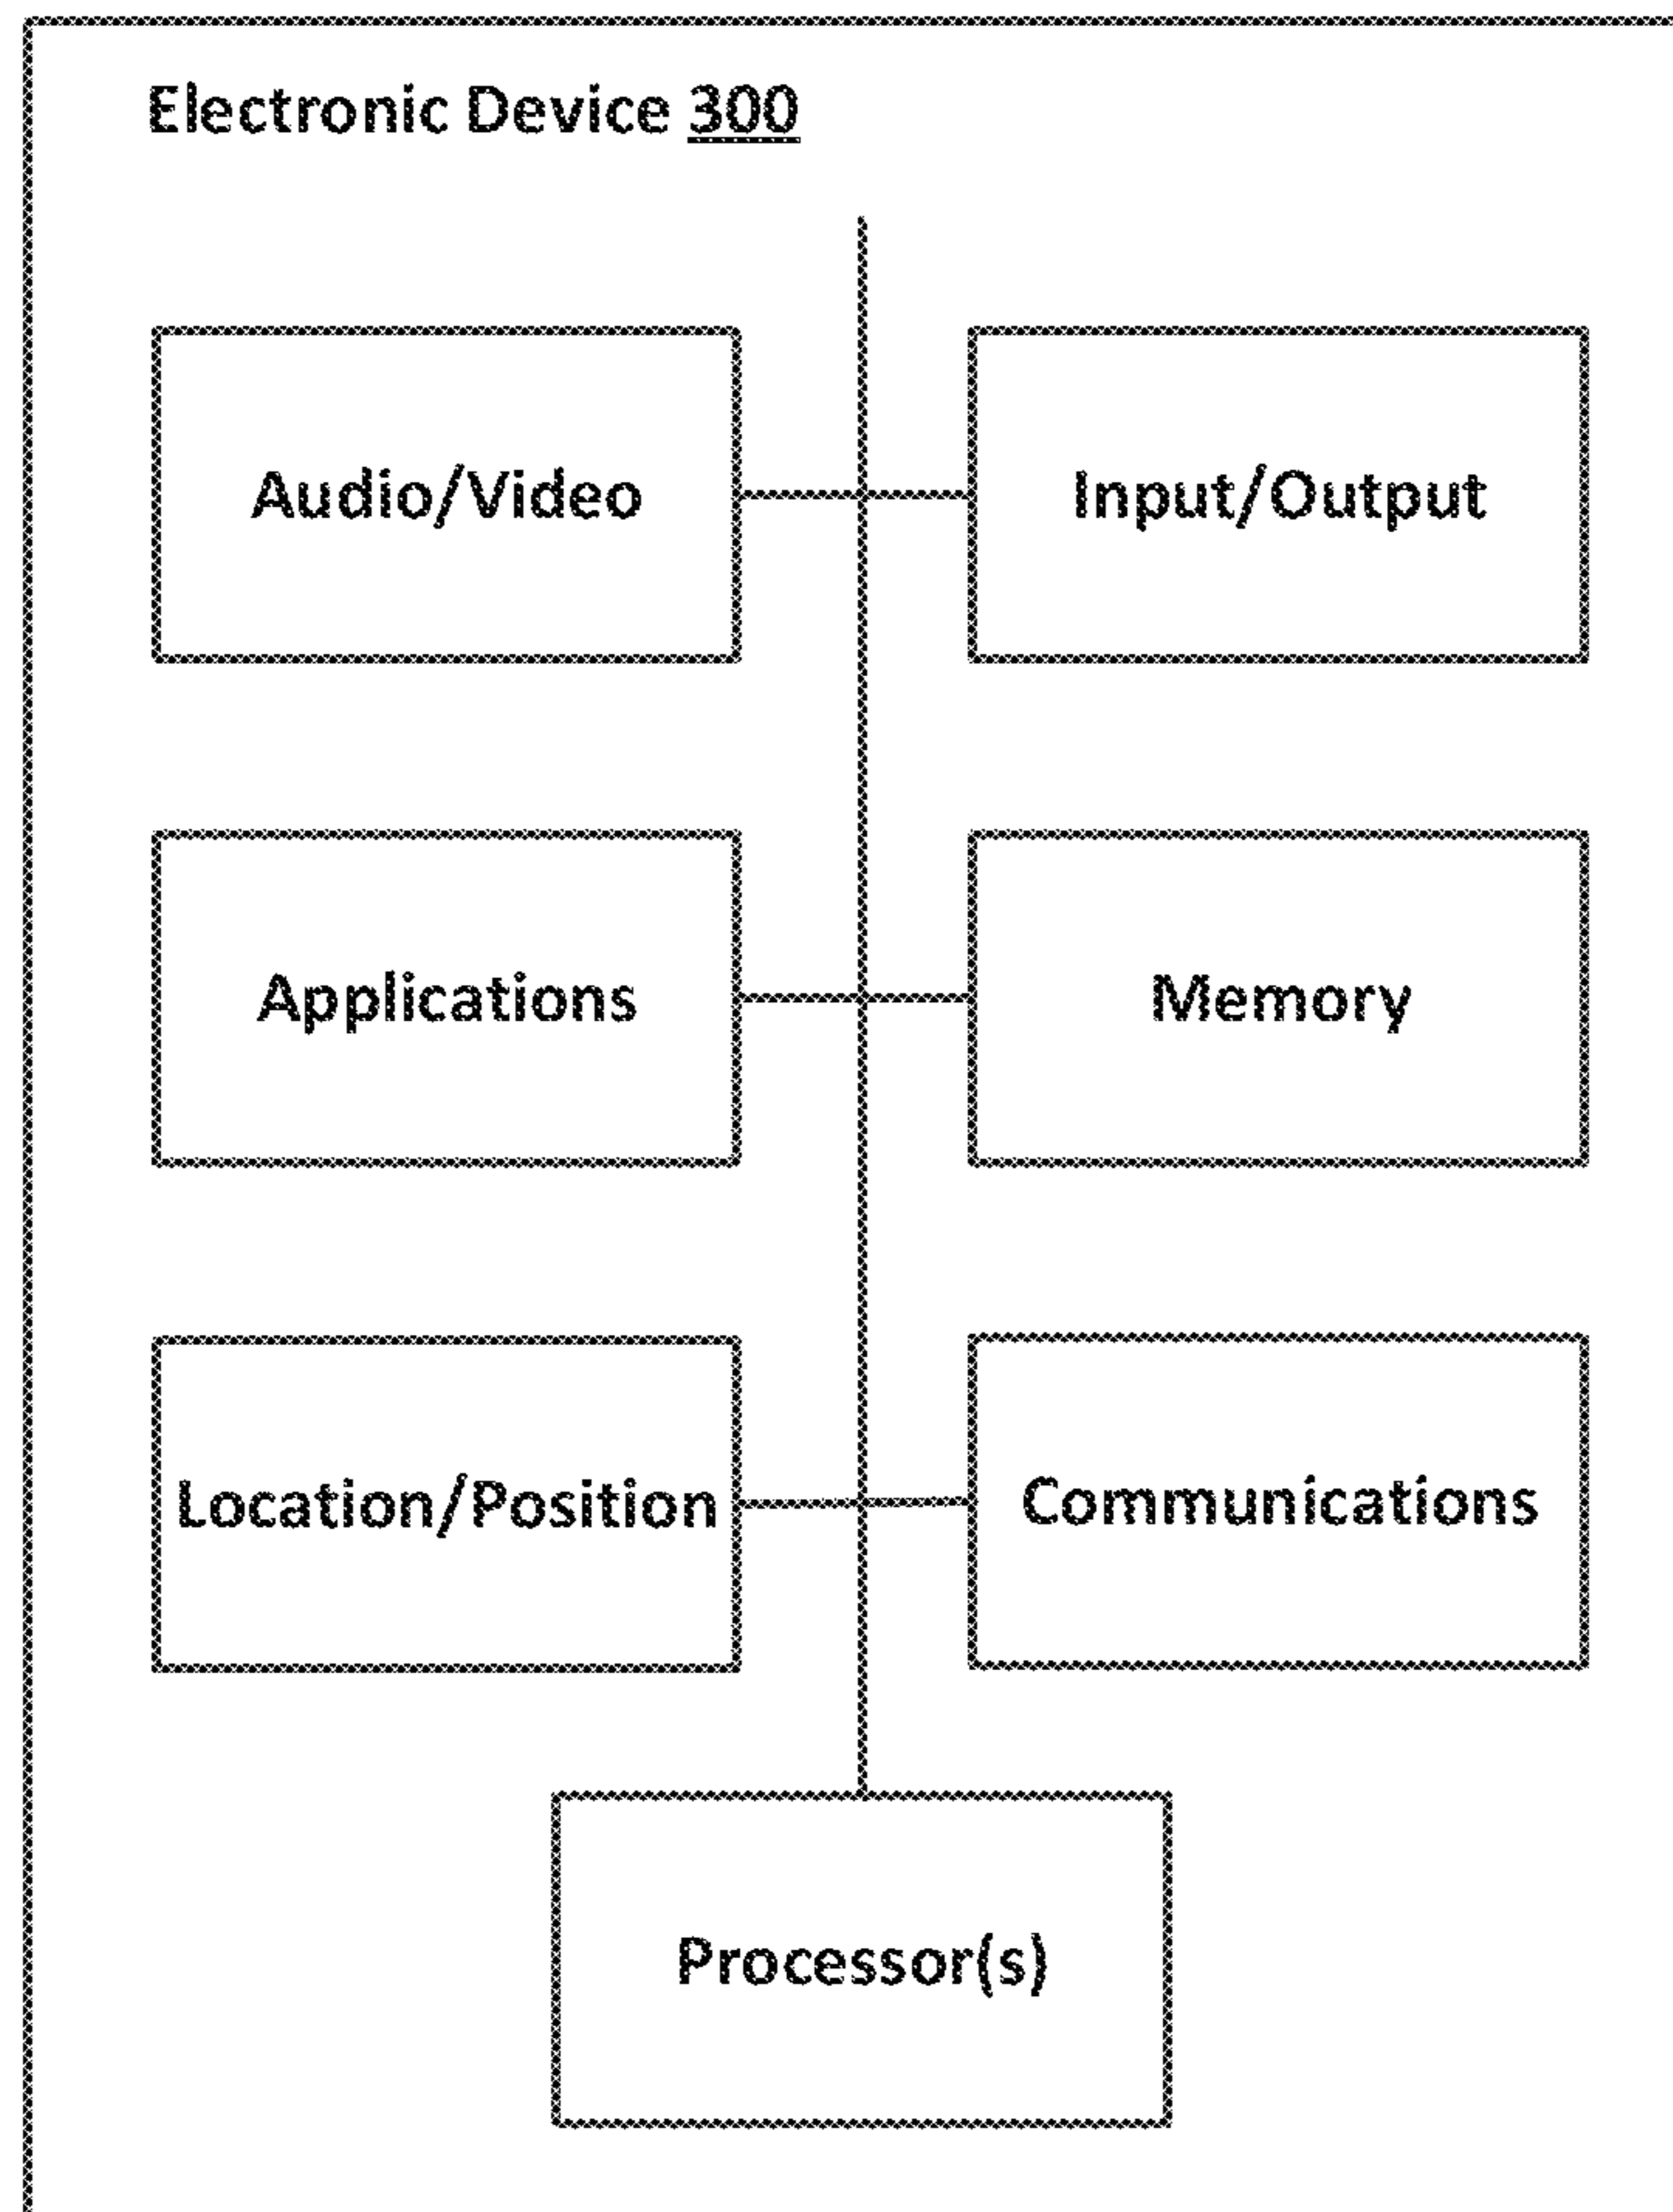 Electronic Device 300
Audio/Video
Input/Output
Applications
Memory
Location/Position
Communications
Processor(s)